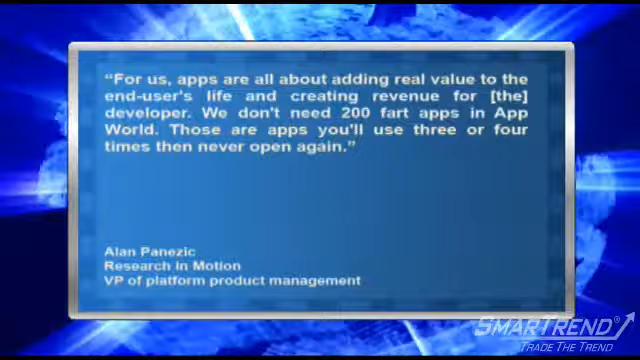 “For us, apps are all about adding real value to the
end-user's life and creating revenue for [the]
developer. We don't need 200 fart apps in App
World. Those are apps you'll use three or four
times then never open again.”
Alan Panezic
Research In Motion
VP of platform product management
SMARTREND®
TRADE THE TREND